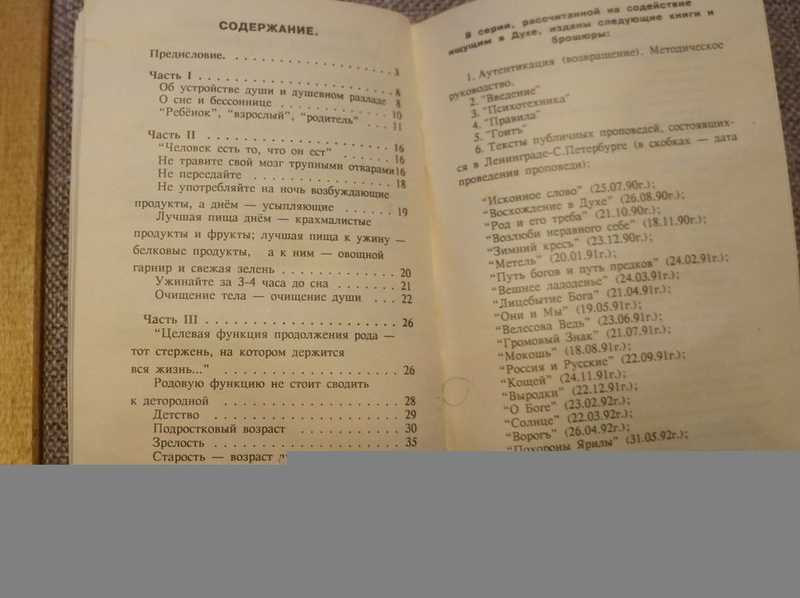 СОДЕРЖАНИЕ.
Предисловие. . . . . . . . . . . . . . . . . 3
Часть I . . . . . . . . . . . . . . . . . . . . . 8
Об устройстве души и душевном разладе 8
О сне и бессоннице . . . . . . . . . . . 10
"Ребёнок", "взрослый", "родитель" . . . 11
Часть II . . . . . . . . . . . . . . . . . . . . 16
"Человек есть то, что он ест" . . . . . . 16
Не травите свой мозг трупными отварами 16
Не переедайте . . . . . . . . . . . . . . 18
Не употребляйте на ночь возбуждающие
продукты, а днём — усыпляющие . . . . . . 19
Лучшая пища днём — крахмалистые
продукты и фрукты; лучшая пища к ужину —
белковые продукты, а к ним — овощной
гарнир и свежая зелень . . . . . . . . . . . . 20
Ужинайте за 3-4 часа до сна . . . . . . . 21
Очищение тела — очищение души . . . 22
Часть III . . . . . . . . . . . . . . . . . . . . 26
"Целевая функция продолжения рода —
тот стержень, на котором держится
вся жизнь..." . . . . . . . . . . . . . . . . . 26
Родовую функцию не стоит сводить
к детородной . . . . . . . . . . . . . . . . . 28
Детство . . . . . . . . . . . . . . . . . . . 29
Подростковый возраст . . . . . . . . . . 30
Зрелость . . . . . . . . . . . . . . . . . . 35
Старость — возраст
В серии, рассчитанной на содействие
ищущим в Духе, изданы следующие книги и
брошюры:
1. Аутентикация (возвращение). Методическое
руководство.
2. "Введение"
3. "Психотехника"
4. "Правила"
5. "Гоить"
6. Тексты публичных проповедей, состоявших-
ся в Ленинграде-С.Петербурге (в скобках — дата
проведения проповеди):
"Исконное слово" (25.07.90г.);
"Восхождение в Духе" (26.08.90г.);
"Род и его треба" (21.10.90г.);
"Возлюби неравного себе" (18.11.90г.);
"Зимний кресъ" (23.12.90г.);
"Метель" (20.01.91г.);
"Путь богов и путь предков" (24.02.91г.);
"Вешнее ладоденье" (24.03.91г.);
"Лицебытие Бога" (21.04.91г.);
"Они и Мы" (19.05.91г.);
"Велесова Ведь" (23.06.91г.);
"Громовый Знак" (21.07.91г.);
"Мокошь" (18.08.91г.);
"Россия и Русские" (22.09.91г.);
"Кощей" (24.11.91г.);
"Выродки" (22.12.91г.);
"О Боге" (23.02.92г.);
"Солнце" (22.03.92г.);
"Ворогъ" (26.04.92г.);
"Похороны Ярилы" (31.05.92г.);